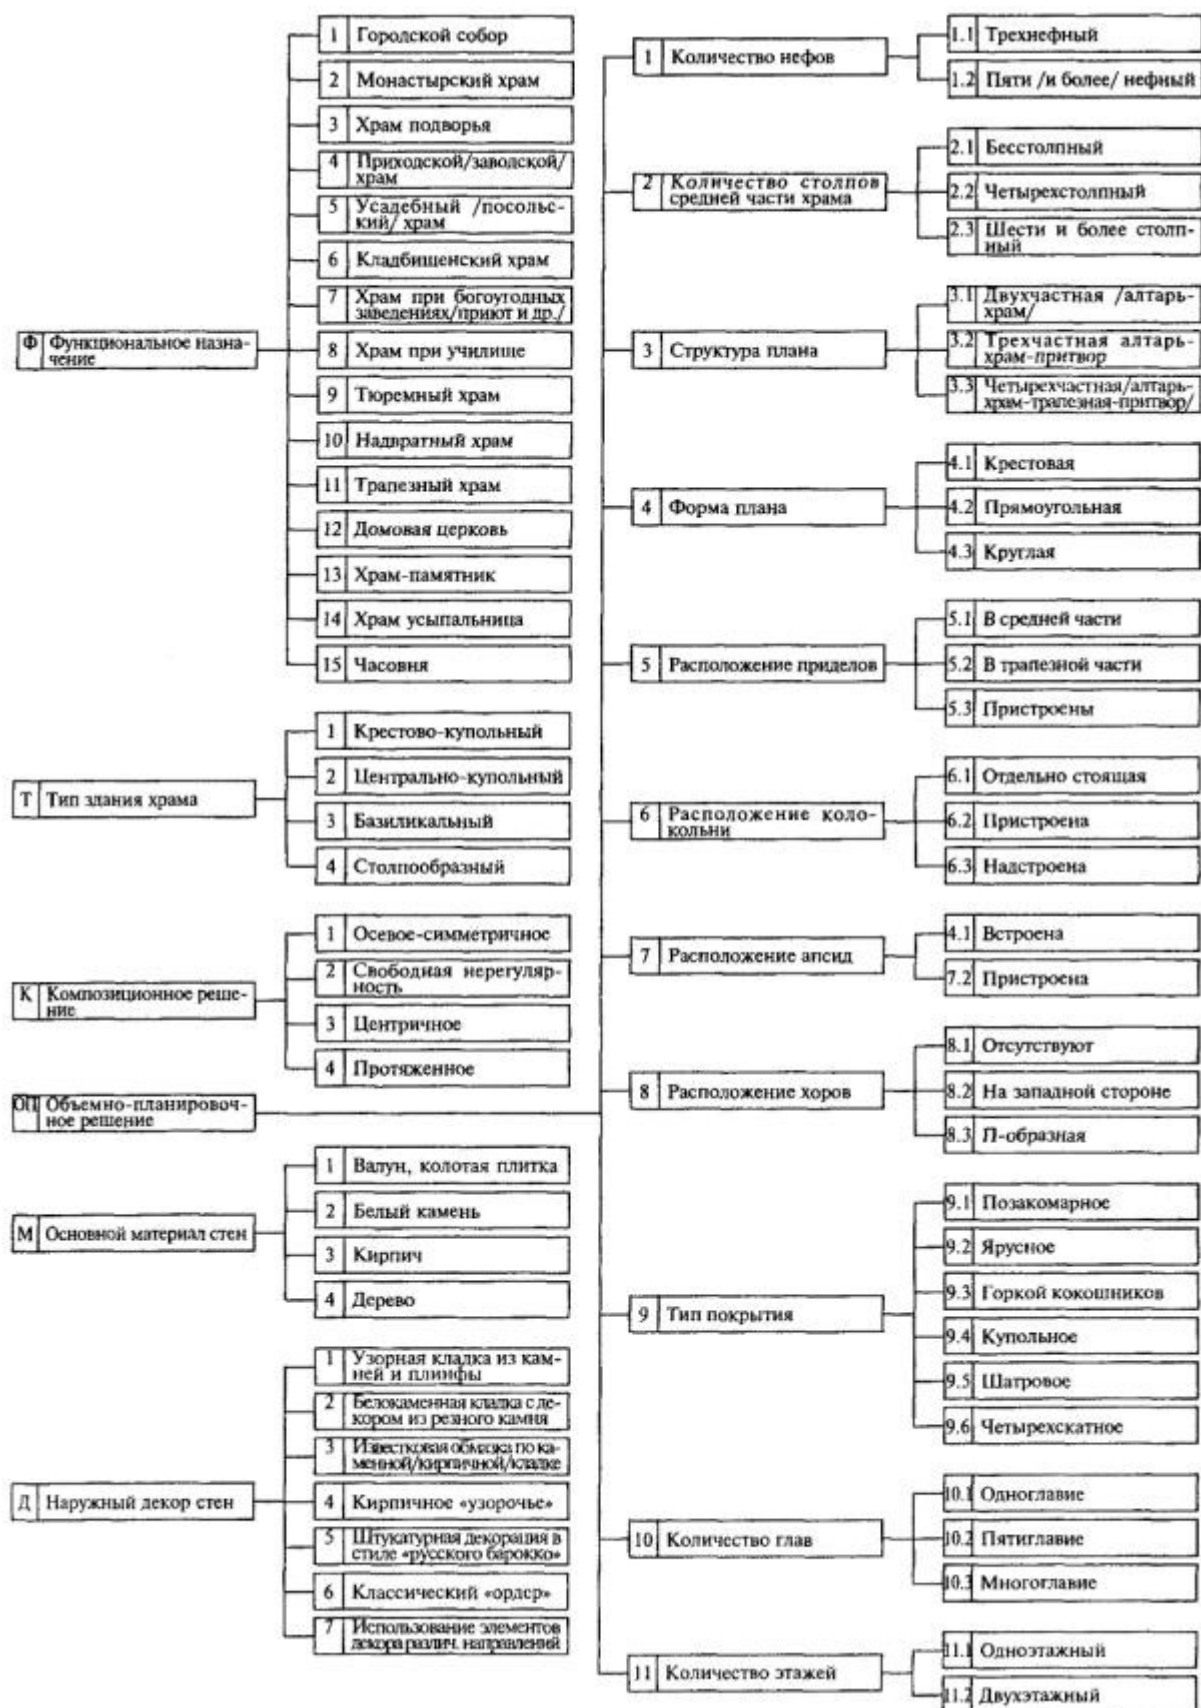 Ф Функциональное назна-
чение
1 Городской собор
2 Монастырский храм
3 Храм подворья
4 Приходской/заводской/
храм
5 Усадебный /посольс-
кий/ храм
6 Кладбищенский храм
7 Храм при богоугодных
заведениях/приют и др./
8 Храм при училище
9 Тюремный храм
10 Надвратный храм
11 Трапезный храм
12 Домовая церковь
13 Храм-памятник
14 Храм усыпальница
15 Часовня
Т Тип здания храма
1 Крестово-купольный
2 Центрально-купольный
3 Базиликальный
4 Столпообразный
К Композиционное реше-
ние
1 Осевое-симметричное
2 Свободная нерегуляр-
ность
3 Центричное
4 Протяженное
ОП Объемно-планировоч-
ное решение
М Основной материал стен
1 Валун, колотая плитка
2 Белый камень
3 Кирпич
4 Дерево
Д Наружный декор стен
1 Узорная кладка из кам-
ней и плинфы
2 Белокаменная кладка с де-
кором из резного камня
3 Известковая обмазка по ка-
менной/кирпичной/кладке
4 Кирпичное «узорочье»
5 Штукатурная декорация в
стиле «русского барокко»
6 Классический «ордер»
7 Использование элементов
декора различ. направлений
1 Количество нефов
1.1 Трехнефный
1.2 Пяти /и более/ нефный
2 Количество столпов
средней части храма
2.1 Бесстолпный
2.2 Четырехстолпный
2.3 Шести и более столп-
ный
3 Структура плана
3.1 Двухчастная /алтарь-
храм/
3.2 Трехчастная алтарь-
храм-притвор
3.3 Четырехчастная/алтарь-
храм-трапезная-притвор/
4 Форма плана
4.1 Крестовая
4.2 Прямоугольная
4.3 Круглая
5 Расположение приделов
5.1 В средней части
5.2 В трапезной части
5.3 Пристроены
6 Расположение коло-
кольни
6.1 Отдельно стоящая
6.2 Пристроена
6.3 Надстроена
7 Расположение апсид
4.1 Встроена
7.2 Пристроена
8 Расположение хоров
8.1 Отсутствуют
8.2 На западной стороне
8.3 П-образная
9 Тип покрытия
9.1 Позакомарное
9.2 Ярусное
9.3 Горкой кокошников
9.4 Купольное
9.5 Шатровое
9.6 Четырехскатное
10 Количество глав
10.1 Одноглавие
10.2 Пятиглавие
10.3 Многоглавие
11 Количество этажей
11.1 Одноэтажный
11.2 Двухэтажный